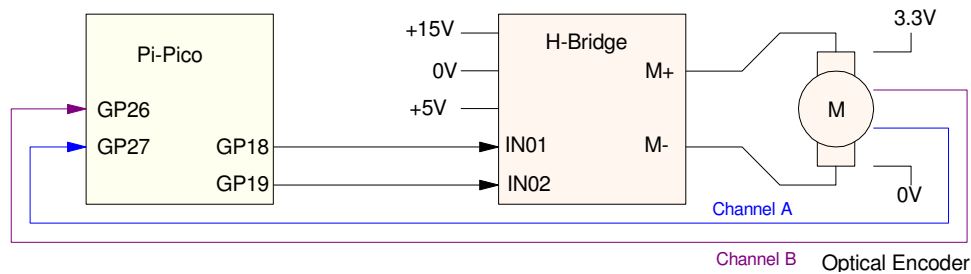 3.3V
+15V
H-Bridge
Pi-Pico
0V
M+
+5V
M
GP26
GP27
GP18
IN01
M-
GP19
IN02
0V
Channel A
Channel B
Optical Encoder